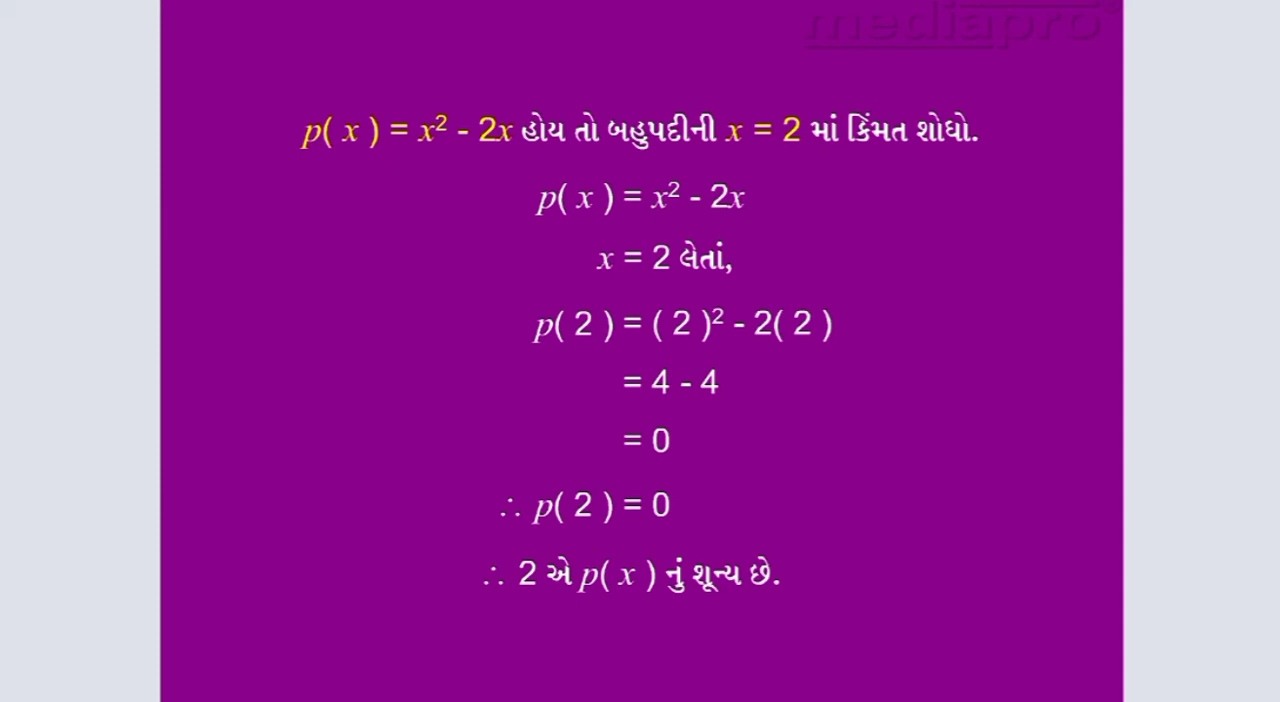 mediapro
p( x ) = x² - 2x હોય તો બહુપદીની x = 2 માં કિંમત શોધો.
p( x ) = x² - 2x
x = 2 લેતાં,
p( 2 ) = ( 2 )² - 2( 2 )
= 4 - 4
= 0
∴ p( 2 ) = 0
∴ 2 એ p( x ) નું શૂન્ય છે.